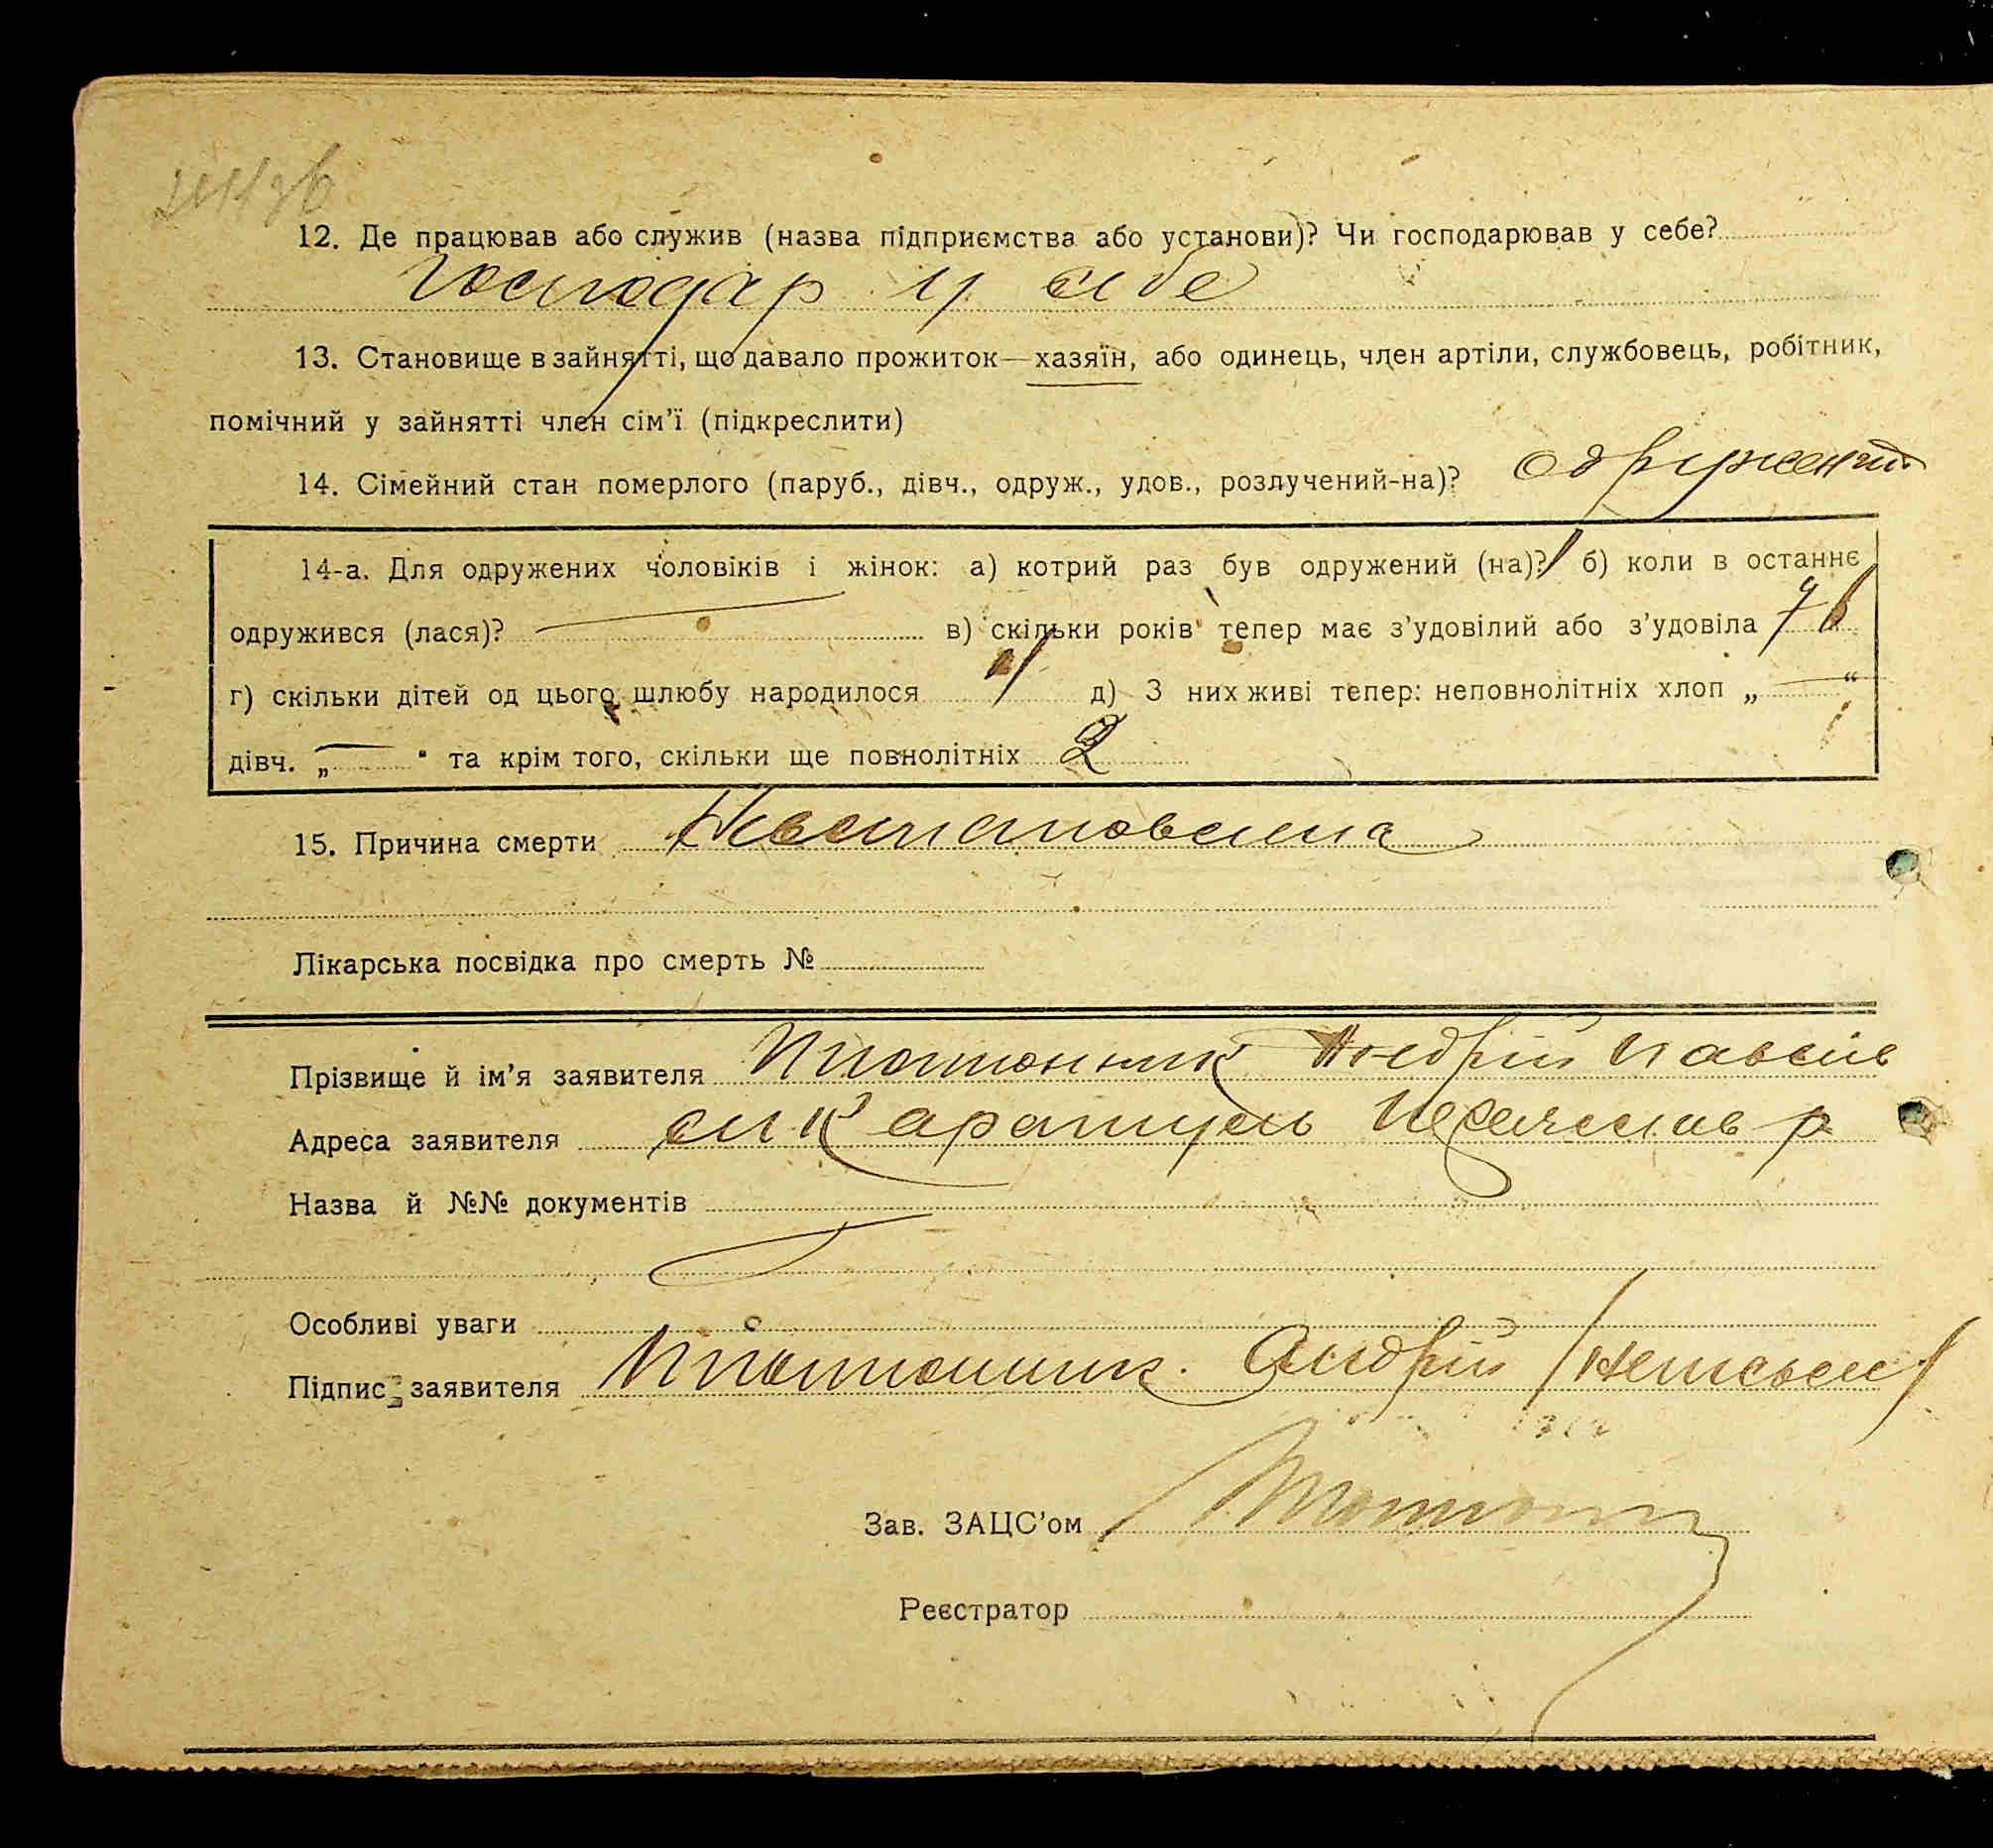 12. Де працював або служив (назва підприємства або установи)? Чи господарював у себе?
Господар у себе
13. Становище в зайнятті, що давало прожиток—хазяїн, або одинець, член артіли, службовець, робітник,
помічний у зайнятті член сім'ї (підкреслити)
14. Сімейний стан померлого (паруб., дівч., одруж., удов., розлучений-на)? одружений
14-а. Для одружених чоловіків і жінок: а) котрий раз був одружений (на)? 1 б) коли в останнє
одружився (лася)? — в) скільки років тепер має з'удовілий або з'удовіла
г) скільки дітей од цього шлюбу народилося д) З них живі тепер: неповнолітніх хлоп „—“
дівч. „—“ та крім того, скільки ще повнолітніх 2
15. Причина смерти
Лікарська посвідка про смерть №
Прізвище й ім'я заявителя Андрій
Адреса заявителя с. Каратуль Переяслав р
Назва й №№ документів
Особливі уваги
Підпис заявителя Андрій
Зав. ЗАЦС'ом
Реєстратор